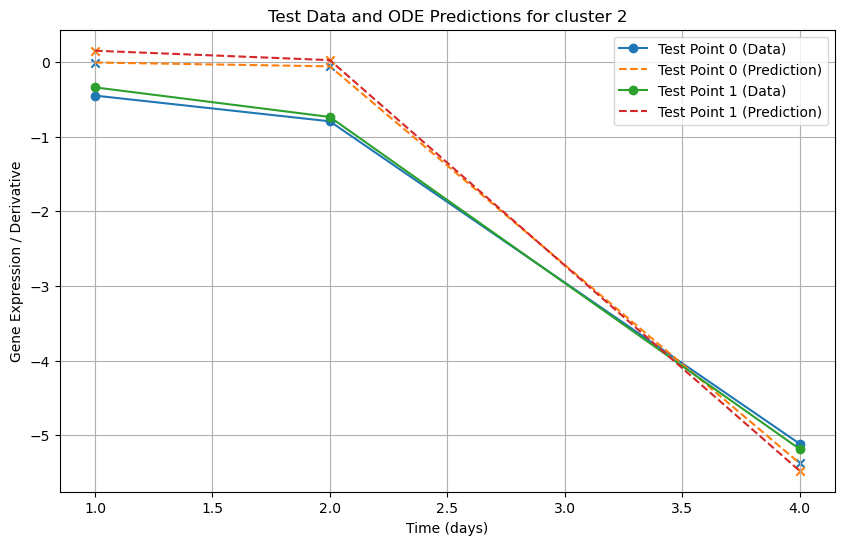 Test Data and ODE Predictions for cluster 2
Test Point 0 (Data)
Test Point 0 (Prediction)
Test Point 1 (Data)
Test Point 1 (Prediction)
Gene Expression / Derivative
0
−1
−2
−3
−4
−5
1.0 1.5 2.0 2.5 3.0 3.5 4.0
Time (days)